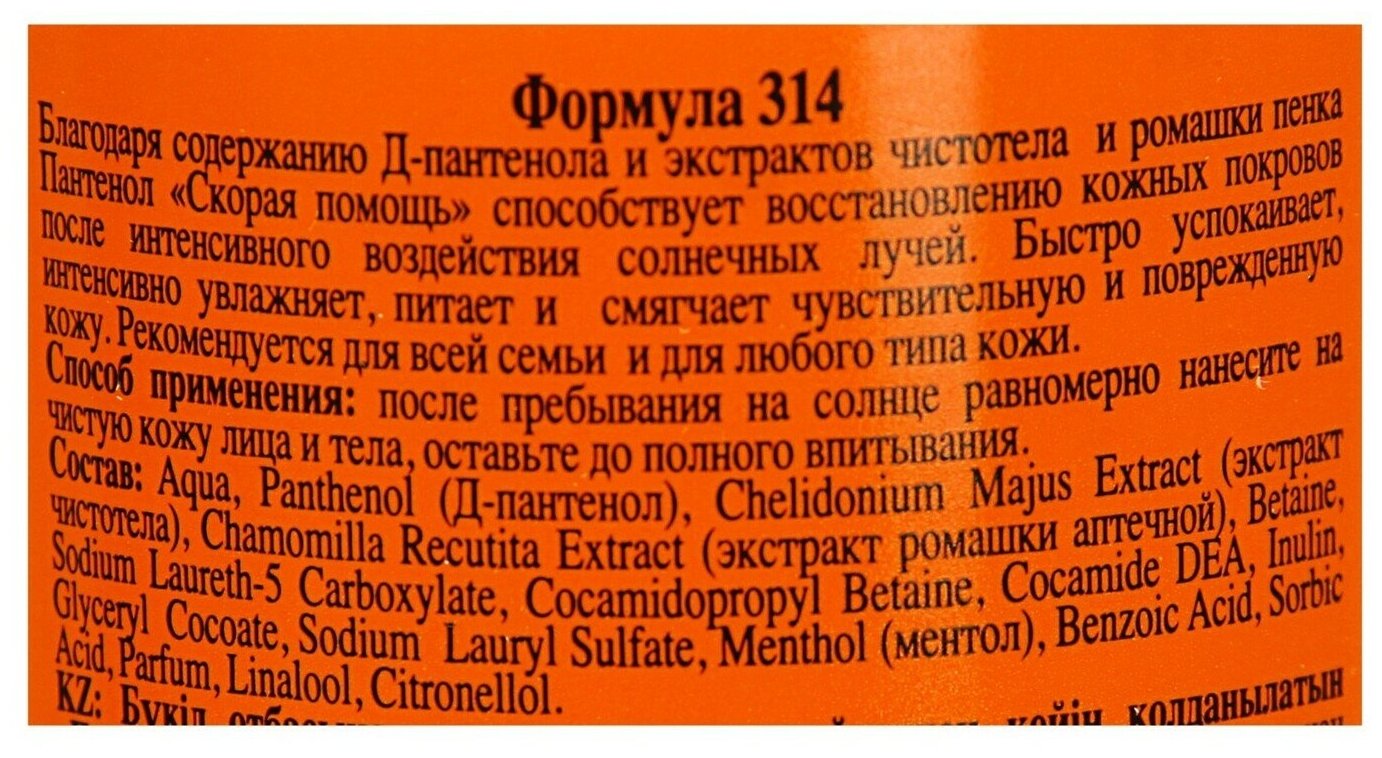 Формула 314
Благодаря содержанию Д-пантенола и экстрактов чистотела и ромашки пенка
Пантенол «Скорая помощь» способствует восстановлению кожных покровов
после интенсивного воздействия солнечных лучей. Быстро успокаивает,
интенсивно увлажняет, питает и смягчает чувствительную и поврежденную
кожу. Рекомендуется для всей семьи и для любого типа кожи.
Способ применения: после пребывания на солнце равномерно нанесите на
чистую кожу лица и тела, оставьте до полного впитывания.
Состав: Aqua, Panthenol (Д-пантенол), Chelidonium Majus Extract (экстракт
чистотела), Chamomilla Recutita Extract (экстракт ромашки аптечной), Betaine,
Sodium Laureth-5 Carboxylate, Cocamidopropyl Betaine, Cocamide DEA, Inulin,
Glyceryl Cocoate, Sodium Lauryl Sulfate, Menthol (ментол), Benzoic Acid, Sorbic
Acid, Parfum, Linalool, Citronellol.
KZ: Бүкіл кейін қолданылатын